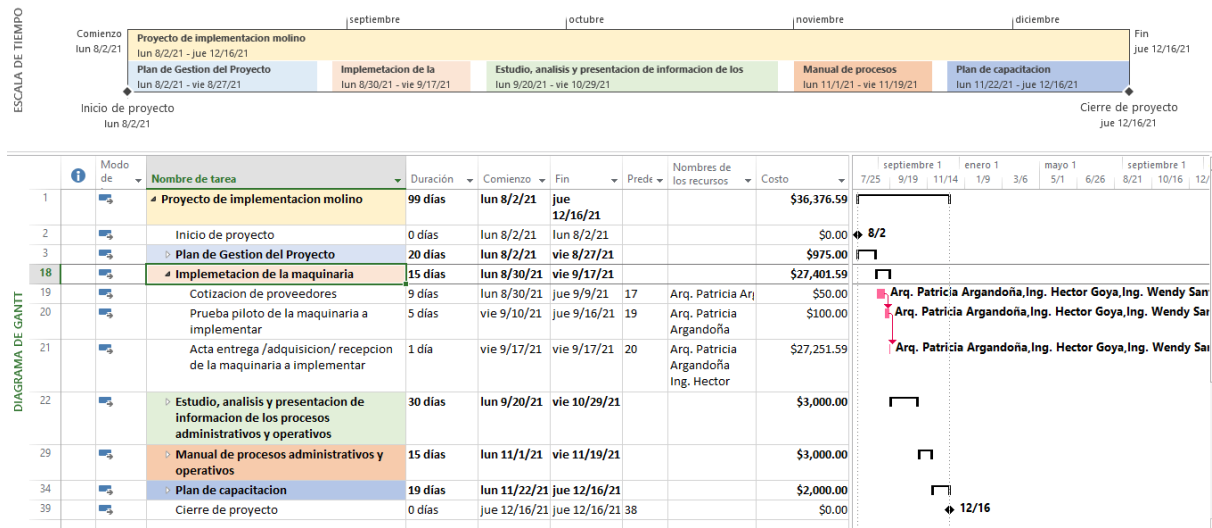 ESCALA DE TIEMPO
septiembre octubre noviembre diciembre
Comienzo
lun 8/2/21
Proyecto de implementacion molino
lun 8/2/21 - jue 12/16/21
Fin
jue 12/16/21
Plan de Gestion del Proyecto
lun 8/2/21 - vie 8/27/21
Implemetacion de la
lun 8/30/21 - vie 9/17/21
Estudio, analisis y presentacion de informacion de los
lun 9/20/21 - vie 10/29/21
Manual de procesos
lun 11/1/21 - vie 11/19/21
Plan de capacitacion
lun 11/22/21 - jue 12/16/21
Inicio de proyecto
lun 8/2/21
Cierre de proyecto
jue 12/16/21
DIAGRAMA DE GANTT
Modo de
Nombre de tarea
Duración
Comienzo
Fin
Prede
Nombres de los recursos
Costo
septiembre 1 enero 1 mayo 1 septiembre 1
7/25 9/19 11/14 1/9 3/6 5/1 6/26 8/21 10/16 12/
1 Proyecto de implementacion molino 99 días lun 8/2/21 jue 12/16/21 $36,376.59
2 Inicio de proyecto 0 días lun 8/2/21 lun 8/2/21 $0.00 8/2
3 Plan de Gestion del Proyecto 20 días lun 8/2/21 vie 8/27/21 $975.00
18 Implemetacion de la maquinaria 15 días lun 8/30/21 vie 9/17/21 $27,401.59
19 Cotizacion de proveedores 9 días lun 8/30/21 jue 9/9/21 17 Arq. Patricia Arg $50.00 Arq. Patricia Argandoña,Ing. Hector Goya,Ing. Wendy San
20 Prueba piloto de la maquinaria a implementar 5 días vie 9/10/21 jue 9/16/21 19 Arq. Patricia Argandoña $100.00 Arq. Patricia Argandoña,Ing. Hector Goya,Ing. Wendy Sar
21 Acta entrega /adquisicion/ recepcion de la maquinaria a implementar 1 día vie 9/17/21 vie 9/17/21 20 Arq. Patricia Argandoña Ing. Hector $27,251.59 Arq. Patricia Argandoña,Ing. Hector Goya,Ing. Wendy Sar
22 Estudio, analisis y presentacion de informacion de los procesos administrativos y operativos 30 días lun 9/20/21 vie 10/29/21 $3,000.00
29 Manual de procesos administrativos y operativos 15 días lun 11/1/21 vie 11/19/21 $3,000.00
34 Plan de capacitacion 19 días lun 11/22/21 jue 12/16/21 $2,000.00
39 Cierre de proyecto 0 días jue 12/16/21 jue 12/16/21 38 $0.00 12/16